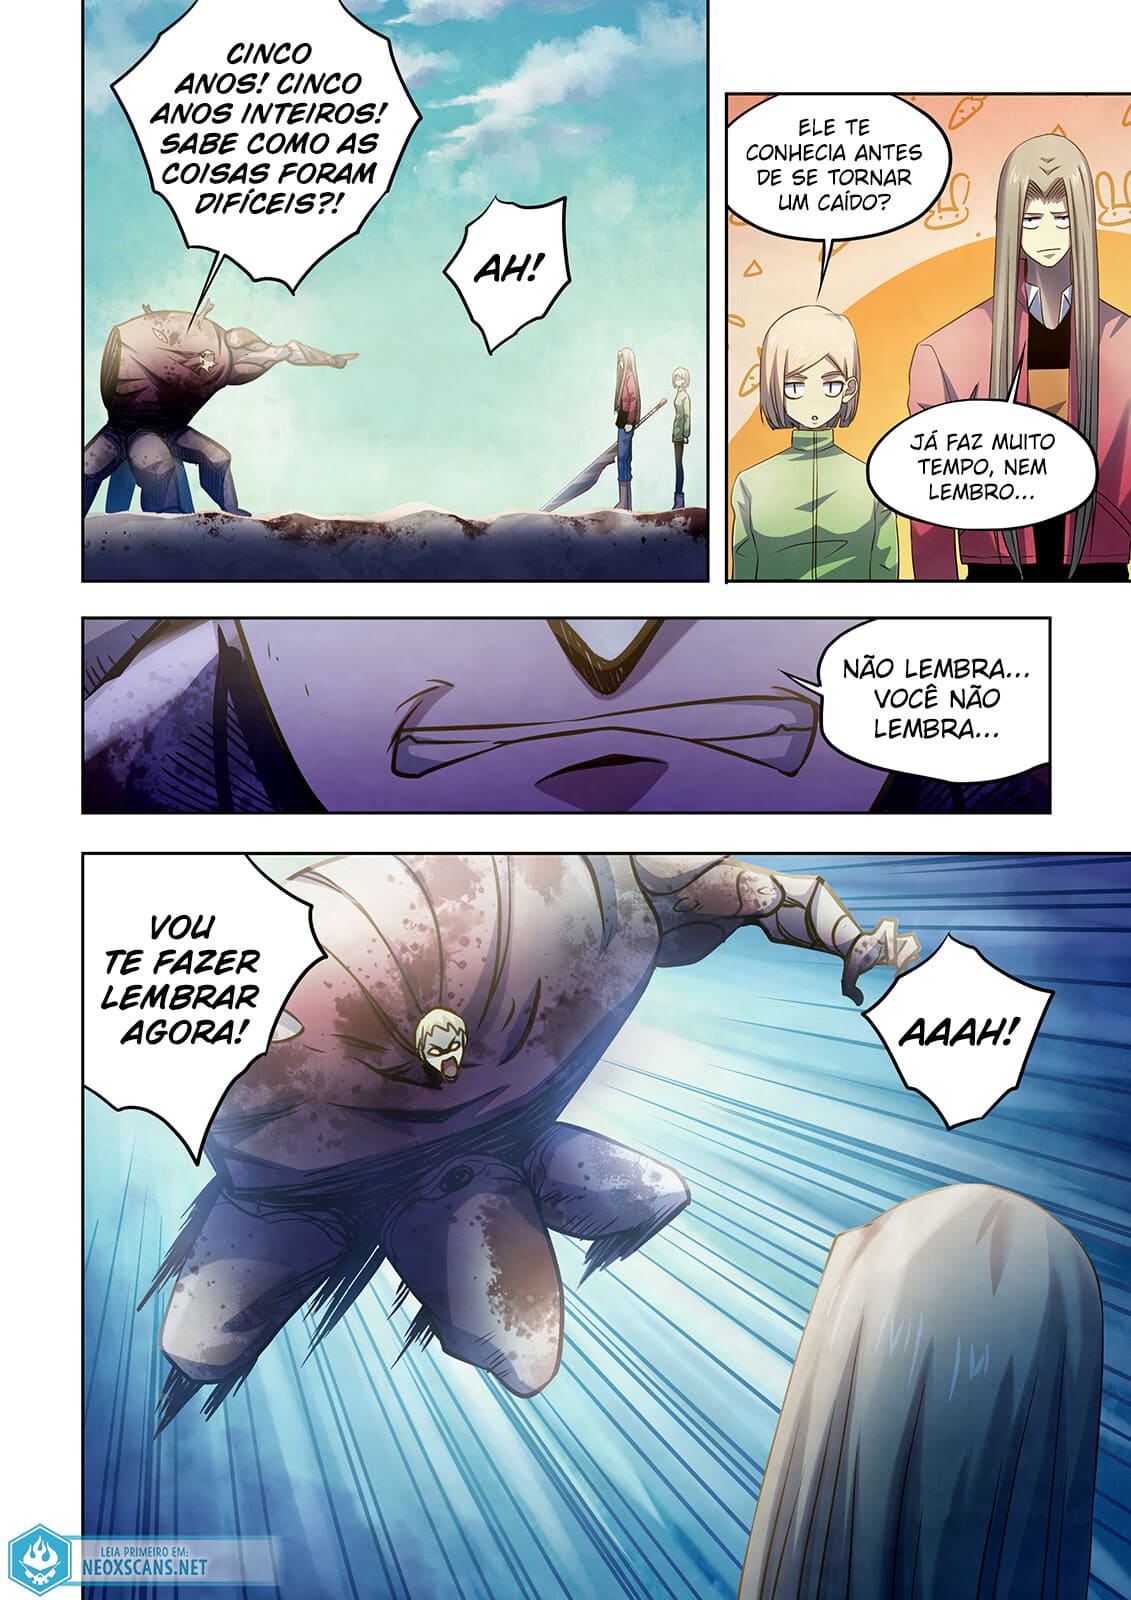 CINCO
ANOS! CINCO
ANOS INTEIROS!
SABE COMO AS
COISAS FORAM
DIFÍCEIS?!
AH!
ELE TE
CONHECIA ANTES
DE SE TORNAR
UM CAÍDO?
JÁ FAZ MUITO
TEMPO, NEM
LEMBRO...
NÃO LEMBRA...
VOCÊ NÃO
LEMBRA...
VOU
TE FAZER
LEMBRAR
AGORA!
AAAH!
LEIA PRIMEIRO EM:
NEOXSCANS.NET